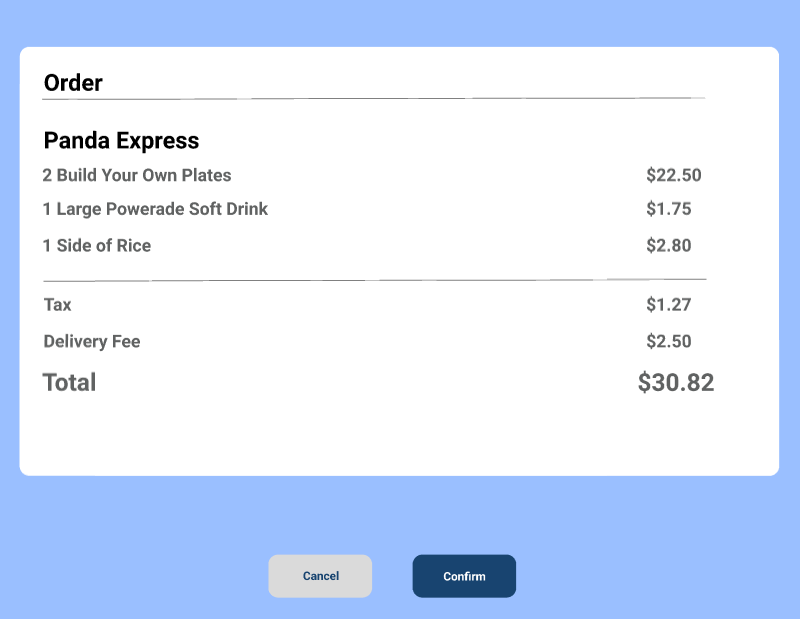 Order
Panda Express
2 Build Your Own Plates $22.50
1 Large Powerade Soft Drink $1.75
1 Side of Rice $2.80
Tax $1.27
Delivery Fee $2.50
Total $30.82
Cancel Confirm